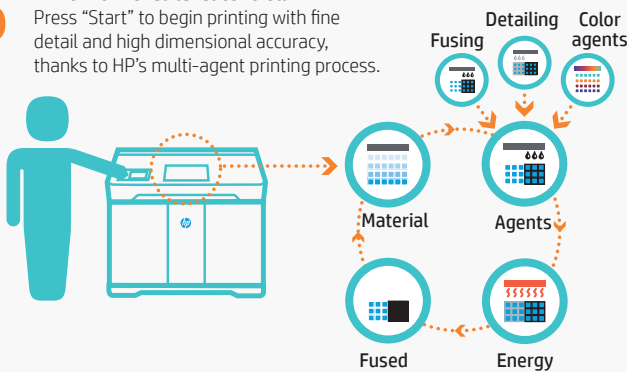 Press “Start” to begin printing with fine
detail and high dimensional accuracy,
thanks to HP’s multi-agent printing process.
Detailing
Color
agents
Fusing
hp
Material
Agents
Fused
Energy